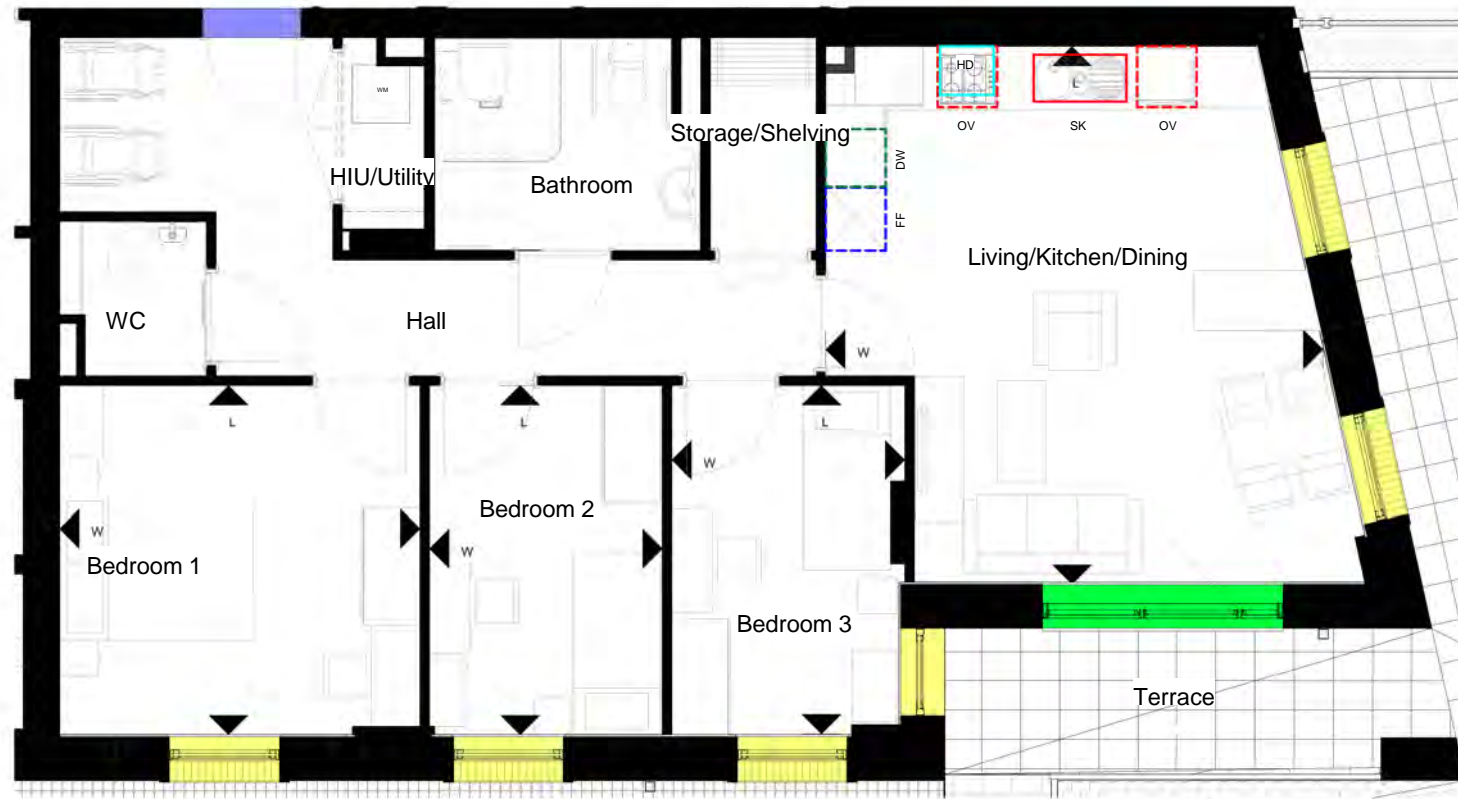 HD
WM
L
OV
SK
OV
Storage/Shelving
DW
HIU/Utility
Bathroom
FF
Living/Kitchen/Dining
WC
Hall
W
L
L
L
W
Bedroom 2
W
W
Bedroom 1
Bedroom 3
Terrace